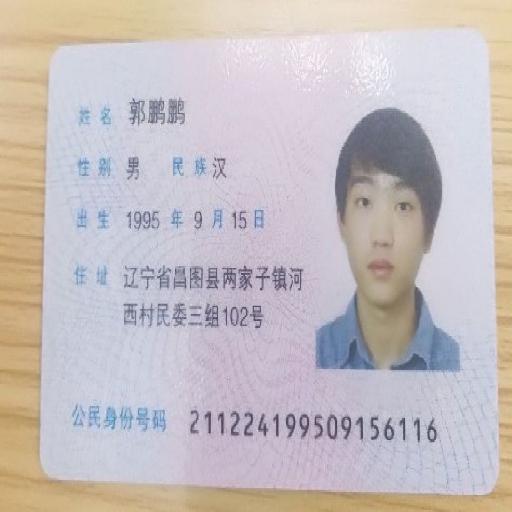 姓名 郭鹏鹏
性别 男 民族 汉
出生 1995 年 9 月 15 日
住址 辽宁省昌图县两家子镇河
西村民委三组102号
公民身份号码 211224199509156116